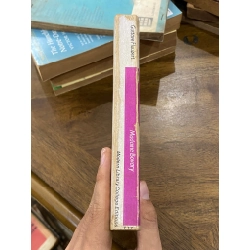 Gustave Flaubert
Madame Bovary
Modern Library College Editions